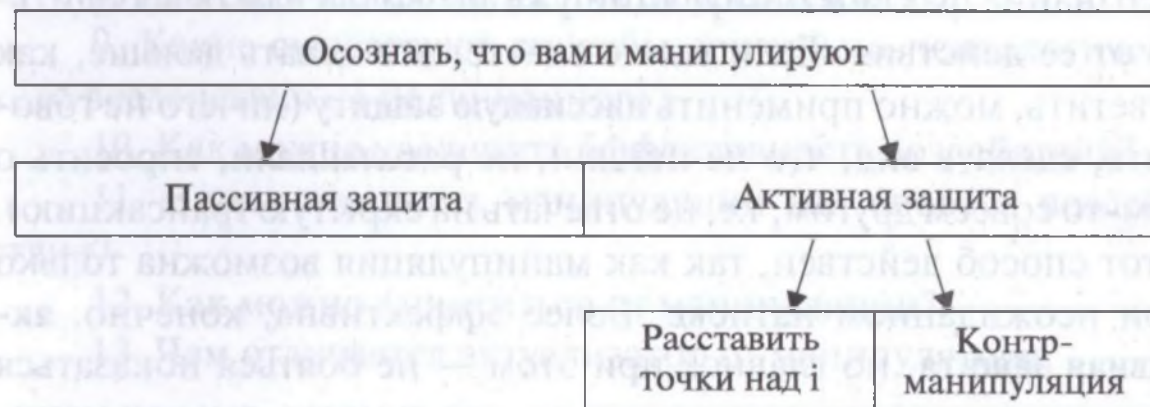 Осознать, что вами манипулируют
Пассивная защита
Активная защита
Расставить
точки над i
Контр-
манипуляция